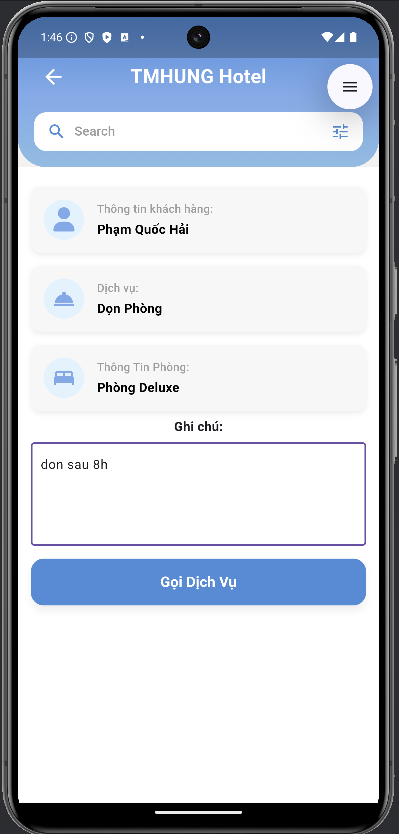 1:46
TMHUNG Hotel
Search
Thông tin khách hàng:
Phạm Quốc Hải
Dịch vụ:
Dọn Phòng
Thông Tin Phòng:
Phòng Deluxe
Ghi chú:
don sau 8h
Gọi Dịch Vụ